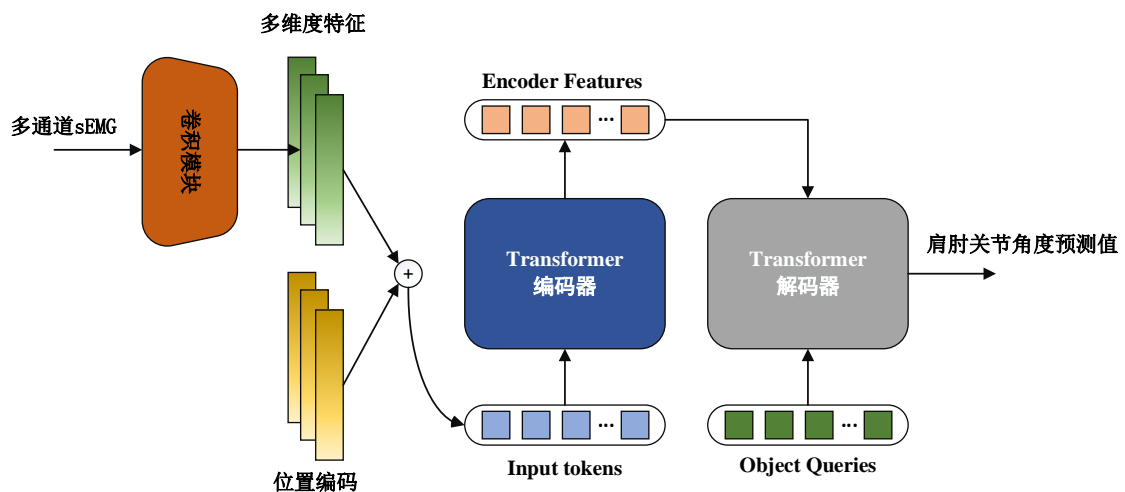 多维度特征
多通道sEMG
卷积模块
位置编码
+
Encoder Features
...
Transformer
编码器
...
Input tokens
Transformer
解码器
...
Object Queries
肩肘关节角度预测值